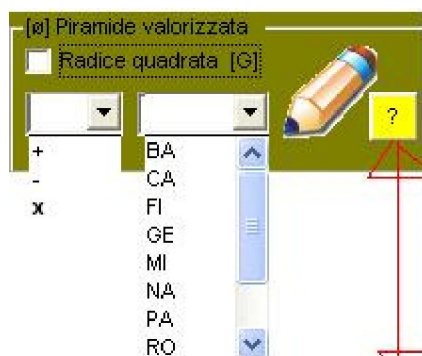 [ø] Piramide valorizzata
Radice quadrata [G]
?
+
-
x
BA
CA
FI
GE
MI
NA
PA
RO